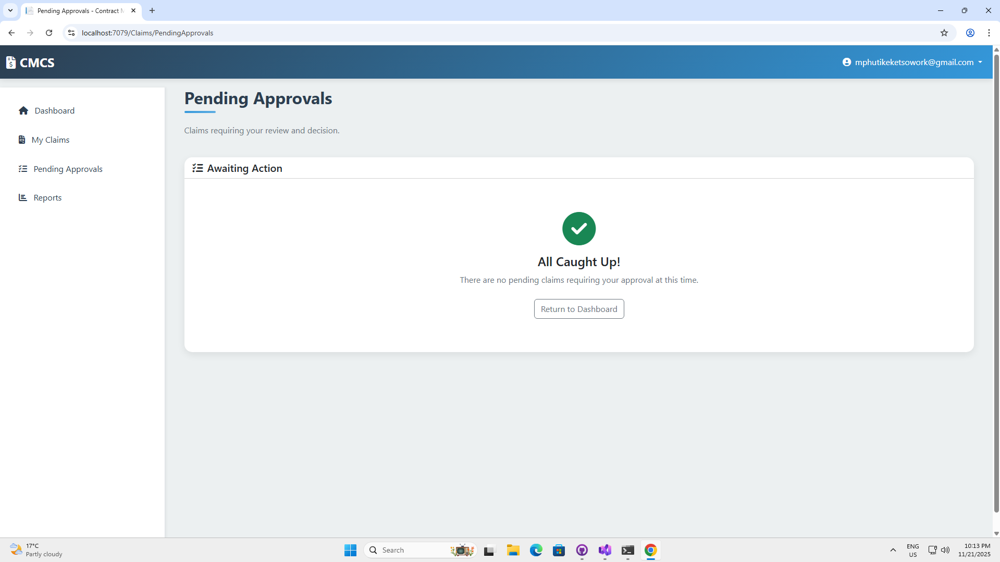 Pending Approvals - Contract M
localhost:7079/Claims/PendingApprovals
CMCS
mphutikeketsowork@gmail.com
Dashboard
My Claims
Pending Approvals
Reports
Pending Approvals
Claims requiring your review and decision.
Awaiting Action
All Caught Up!
There are no pending claims requiring your approval at this time.
Return to Dashboard
17°C
Partly cloudy
Search
ENG
US
10:13 PM
11/21/2025